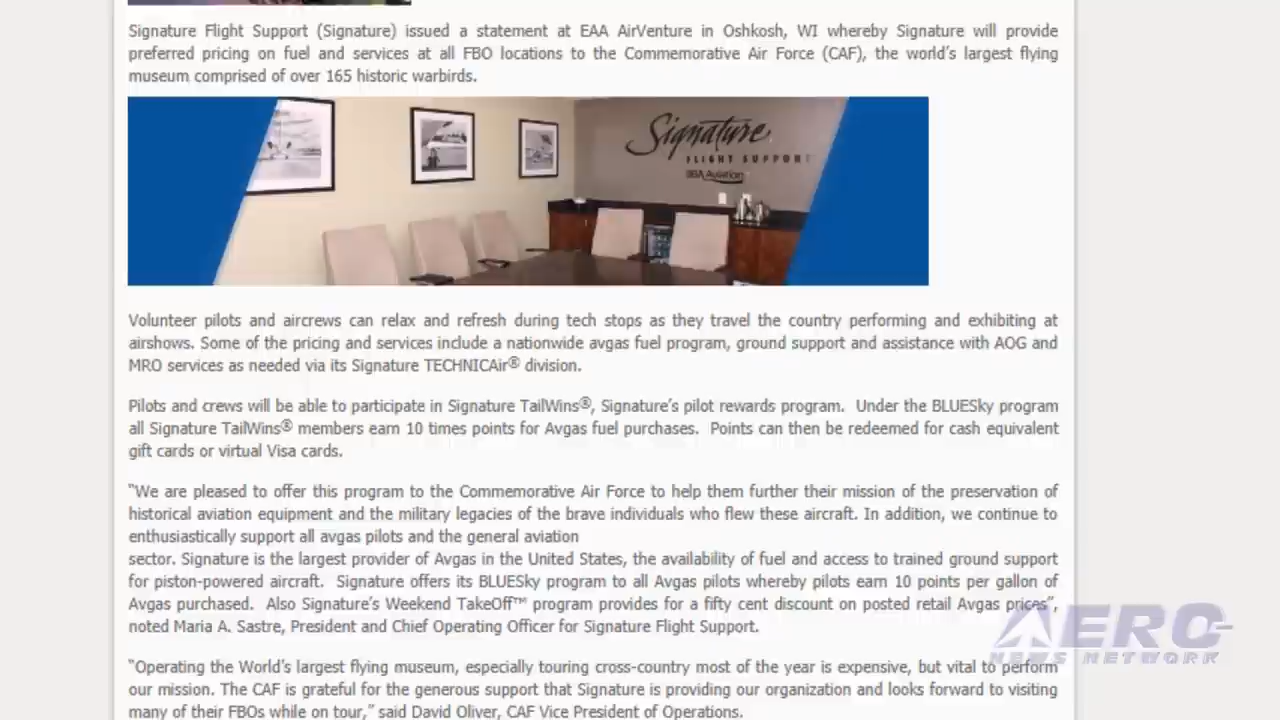 Signature Flight Support (Signature) issued a statement at EAA AirVenture in Oshkosh, WI whereby Signature will provide
preferred pricing on fuel and services at all FBO locations to the Commemorative Air Force (CAF), the world's largest flying
museum comprised of over 165 historic warbirds.
Signature
FLIGHT SUPPORT
BBA Aviation
Volunteer pilots and aircrews can relax and refresh during tech stops as they travel the country performing and exhibiting at
airshows. Some of the pricing and services include a nationwide avgas fuel program, ground support and assistance with AOG and
MRO services as needed via its Signature TECHNICAir® division.
Pilots and crews will be able to participate in Signature TailWins®, Signature's pilot rewards program.  Under the BLUESky program
all Signature TailWins® members earn 10 times points for Avgas fuel purchases.  Points can then be redeemed for cash equivalent
gift cards or virtual Visa cards.
"We are pleased to offer this program to the Commemorative Air Force to help them further their mission of the preservation of
historical aviation equipment and the military legacies of the brave individuals who flew these aircraft. In addition, we continue to
enthusiastically support all avgas pilots and the general aviation
sector. Signature is the largest provider of Avgas in the United States, the availability of fuel and access to trained ground support
for piston-powered aircraft.  Signature offers its BLUESky program to all Avgas pilots whereby pilots earn 10 points per gallon of
Avgas purchased.  Also Signature's Weekend TakeOff™ program provides for a fifty cent discount on posted retail Avgas prices",
noted Maria A. Sastre, President and Chief Operating Officer for Signature Flight Support.
"Operating the World's largest flying museum, especially touring cross-country most of the year is expensive, but vital to perform
our mission. The CAF is grateful for the generous support that Signature is providing our organization and looks forward to visiting
many of their FBOs while on tour," said David Oliver, CAF Vice President of Operations.
AERO
NEWS NETWORK